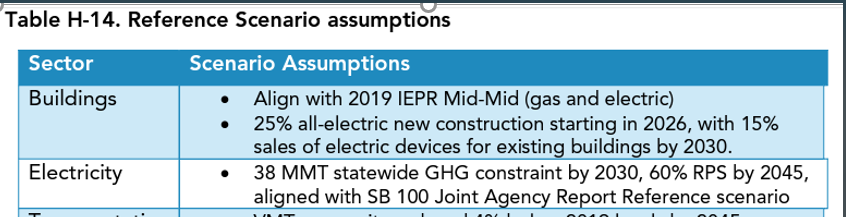 Table H-14. Reference Scenario assumptions
Sector Scenario Assumptions
Buildings • Align with 2019 IEPR Mid-Mid (gas and electric)
• 25% all-electric new construction starting in 2026, with 15%
sales of electric devices for existing buildings by 2030.
Electricity • 38 MMT statewide GHG constraint by 2030, 60% RPS by 2045,
aligned with SB 100 Joint Agency Report Reference scenario